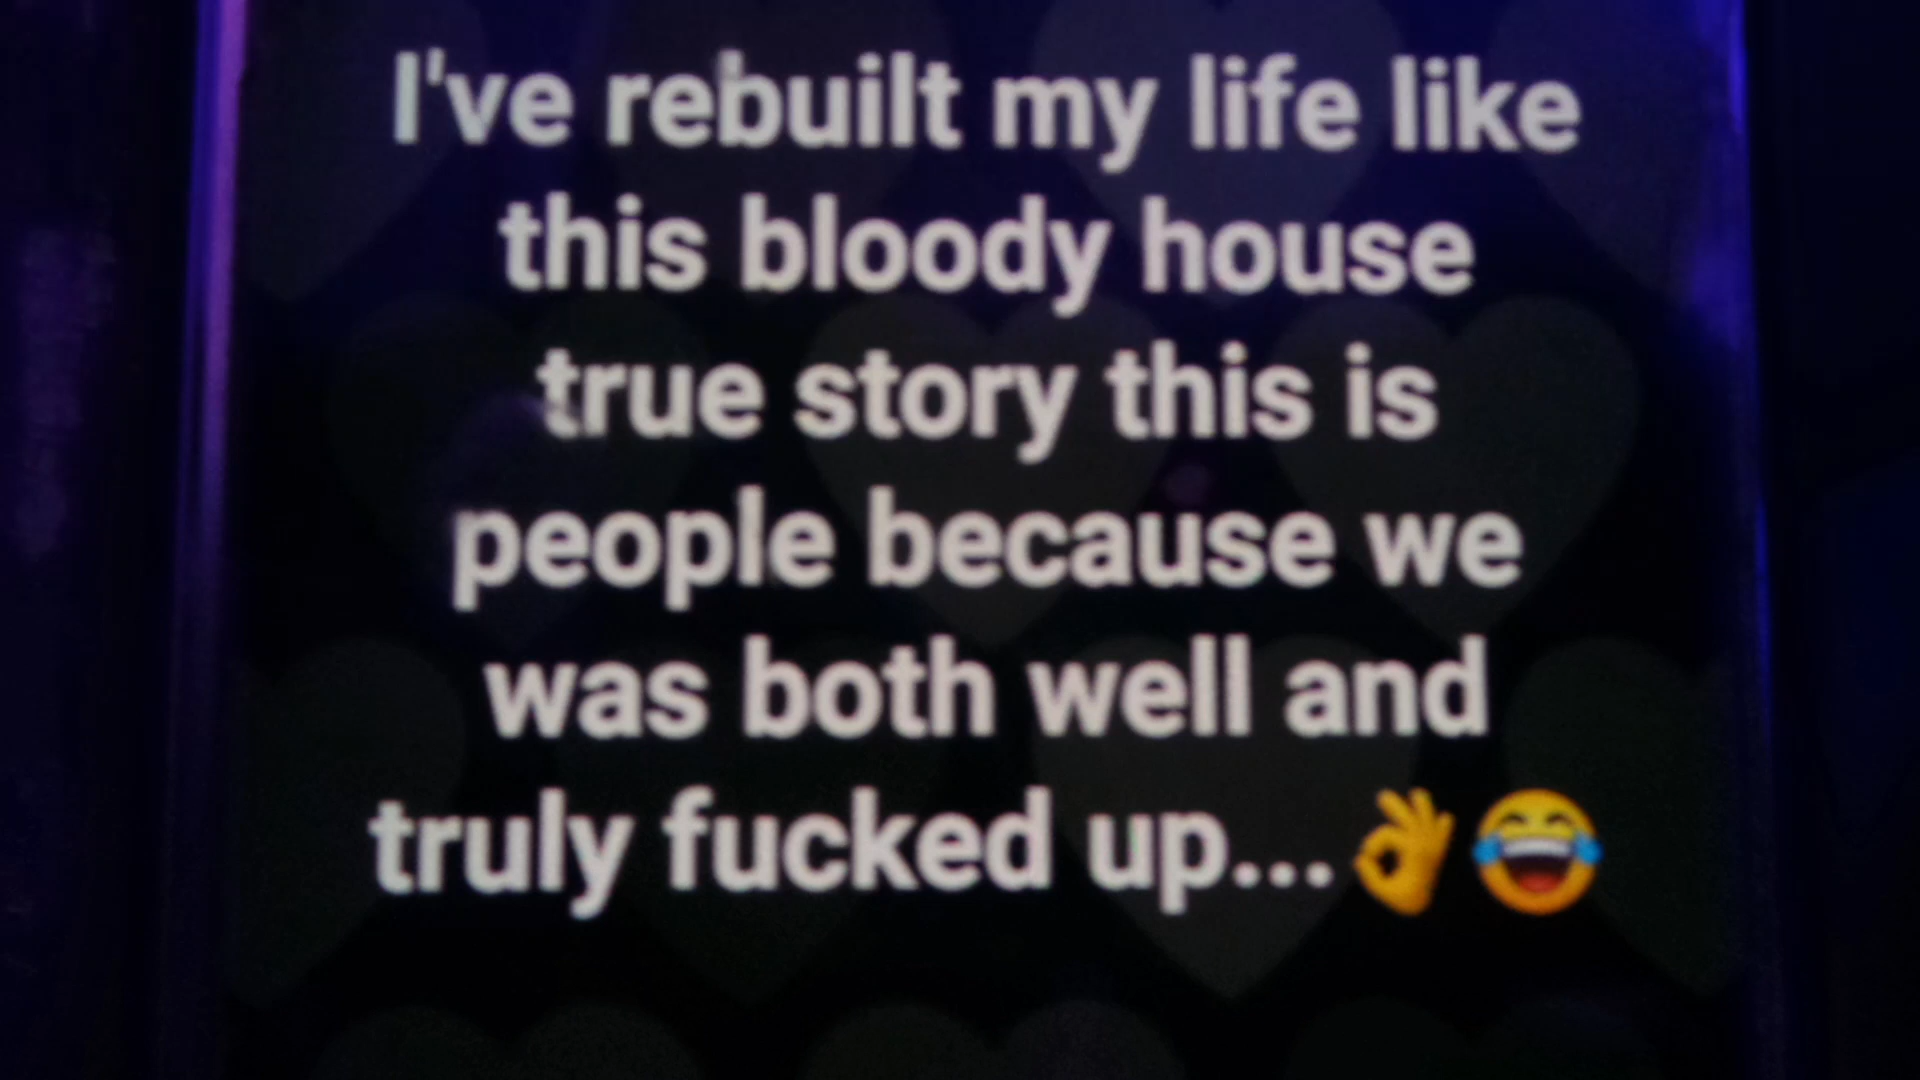 I've rebuilt my life like
this bloody house
true story this is
people because we
was both well and
truly fucked up...👌😂